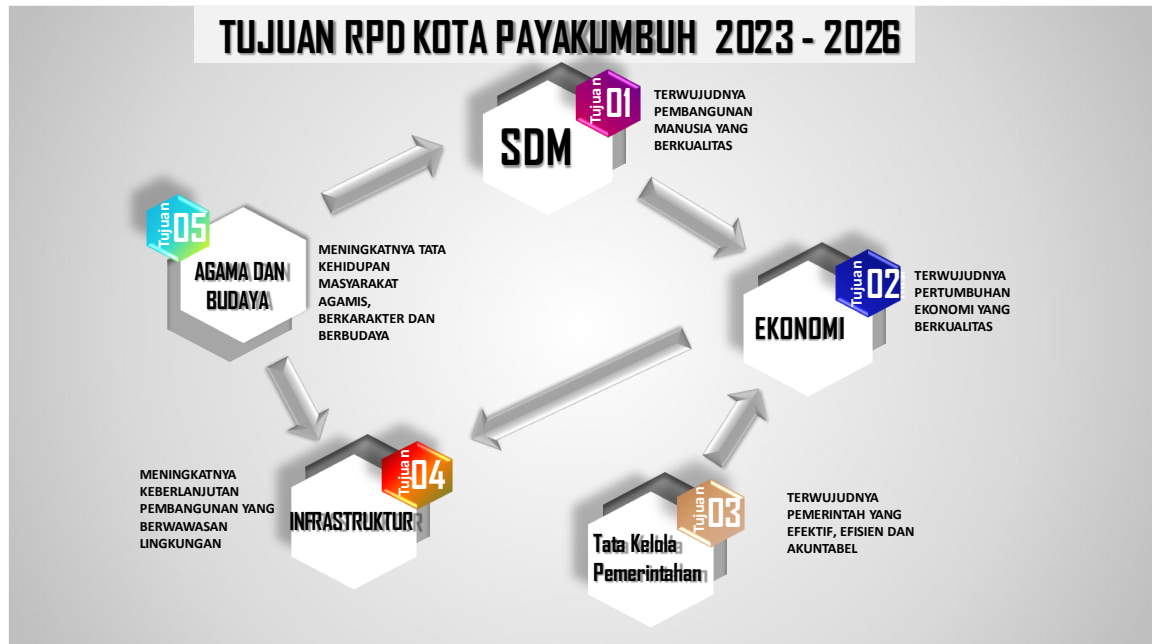 TUJUAN RPD KOTA PAYAKUMBUH 2023 - 2026
Tujuan 01
SDM
TERWUJUDNYA
PEMBANGUNAN
MANUSIA YANG
BERKUALITAS
Tujuan 02
EKONOMI
TERWUJUDNYA
PERTUMBUHAN
EKONOMI YANG
BERKUALITAS
Tujuan 03
Tata Kelola
Pemerintahan
TERWUJUDNYA
PEMERINTAH YANG
EFEKTIF, EFISIEN DAN
AKUNTABEL
Tujuan 04
INFRASTRUKTUR
MENINGKATNYA
KEBERLANJUTAN
PEMBANGUNAN YANG
BERWAWASAN
LINGKUNGAN
Tujuan 05
AGAMA DAN
BUDAYA
MENINGKATNYA TATA
KEHIDUPAN
MASYARAKAT
AGAMIS,
BERKARAKTER DAN
BERBUDAYA